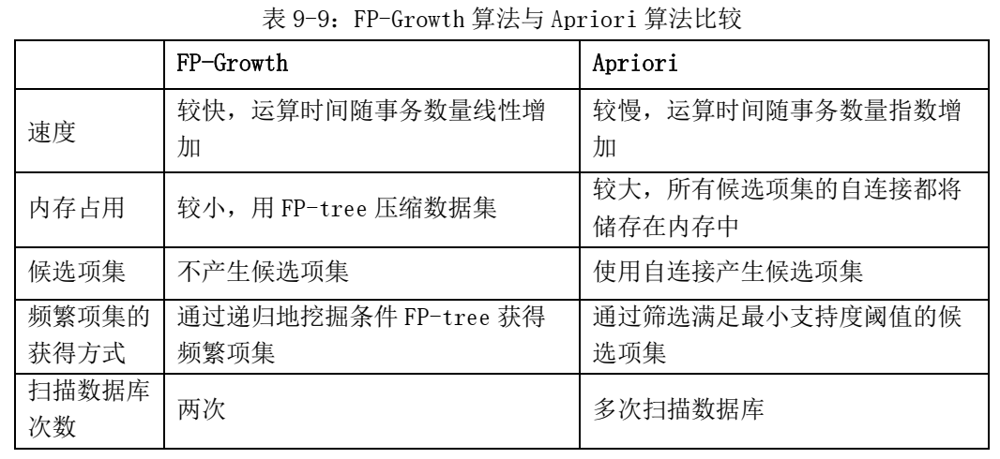 表 9-9：FP-Growth 算法与 Apriori 算法比较
FP-Growth
Apriori
速度
较快，运算时间随事务数量线性增
加
较慢，运算时间随事务数量指数增
加
内存占用
较小，用 FP-tree 压缩数据集
较大，所有候选项集的自连接都将
储存在内存中
候选项集
不产生候选项集
使用自连接产生候选项集
频繁项集的
获得方式
通过递归地挖掘条件 FP-tree 获得
频繁项集
通过筛选满足最小支持度阈值的候
选项集
扫描数据库
次数
两次
多次扫描数据库